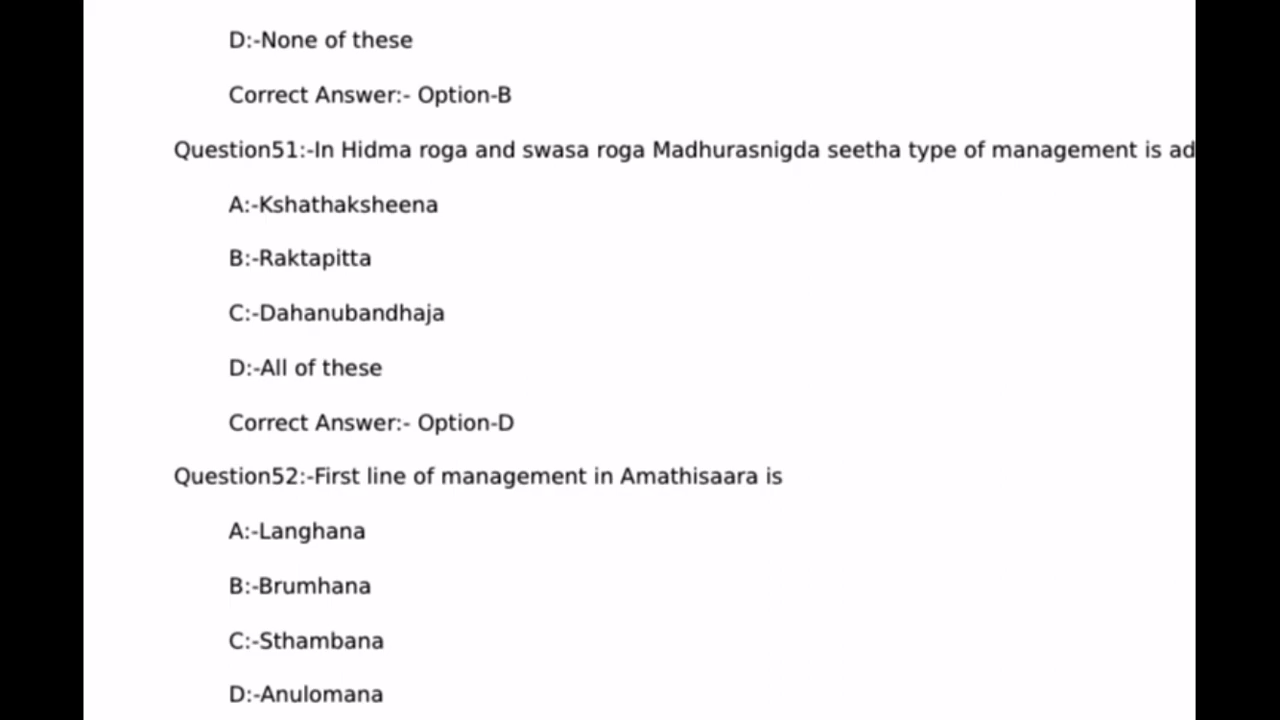 D:-None of these
Correct Answer:- Option-B
Question51:-In Hidma roga and swasa roga Madhurasnigda seetha type of management is ad
A:-Kshathaksheena
B:-Raktapitta
C:-Dahanubandhaja
D:-All of these
Correct Answer:- Option-D
Question52:-First line of management in Amathisaara is
A:-Langhana
B:-Brumhana
C:-Sthambana
D:-Anulomana